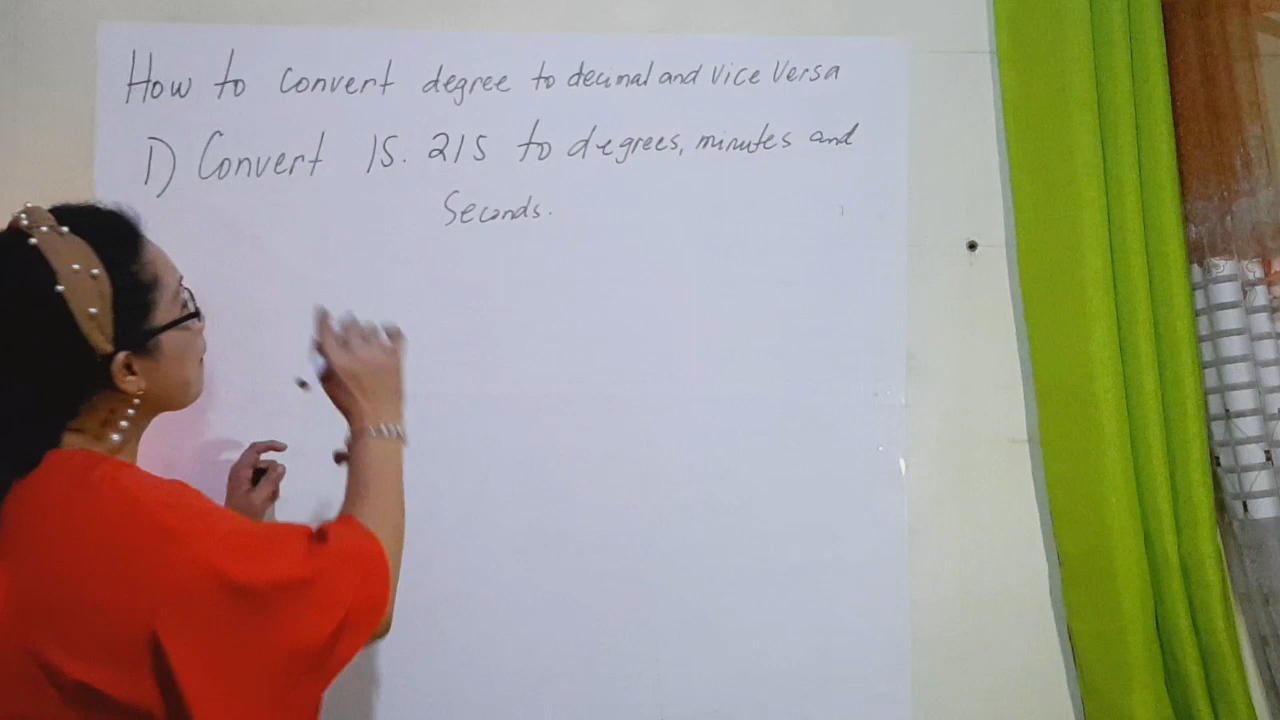 How to convert degree to decimal and Vice Versa
1) Convert 15.215 to degrees, minutes and
Seconds.